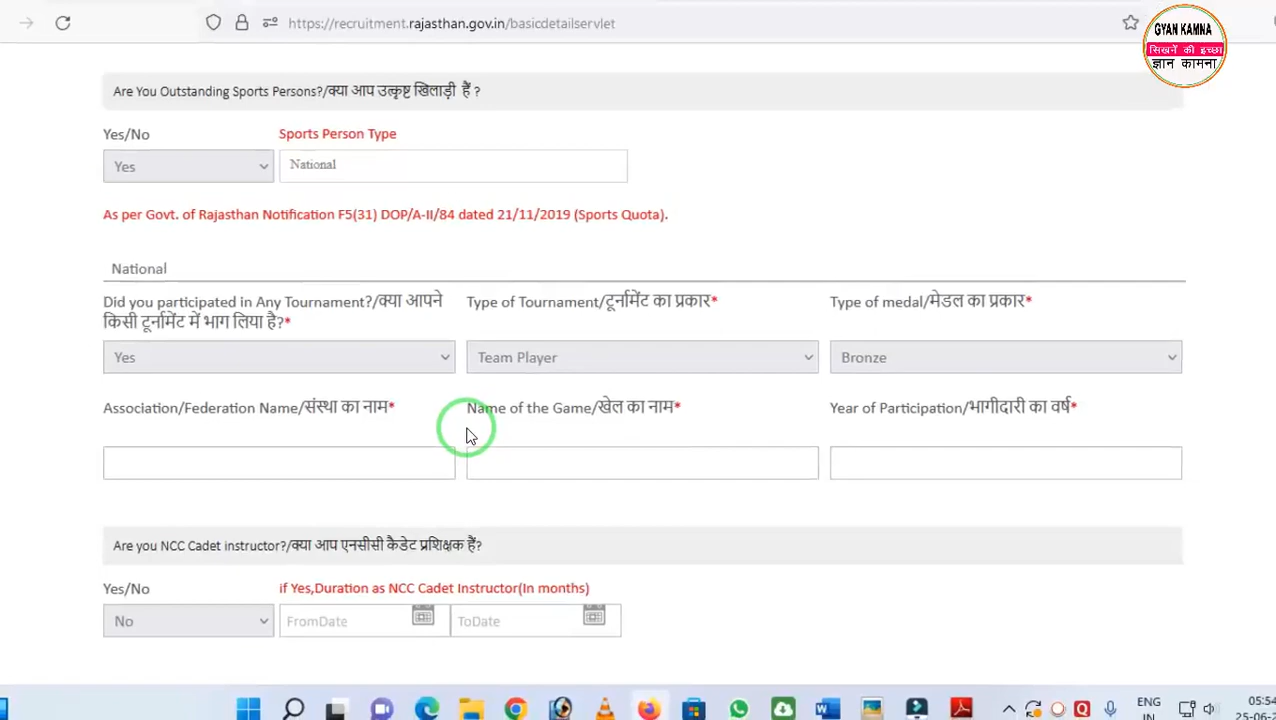 https://recruitment.rajasthan.gov.in/basicdetailservlet
GYAN KAMNA
सिखनें की इच्छा
ज्ञान कामना
Are You Outstanding Sports Persons?/क्या आप उत्कृष्ट खिलाड़ी हैं ?
Yes/No Sports Person Type
Yes National
As per Govt. of Rajasthan Notification F5(31) DOP/A-II/84 dated 21/11/2019 (Sports Quota).
National
Did you participated in Any Tournament?/क्या आपने
किसी टूर्नामेंट में भाग लिया है?*
Type of Tournament/टूर्नामेंट का प्रकार*
Type of medal/मेडल का प्रकार*
Yes Team Player Bronze
Association/Federation Name/संस्था का नाम* Name of the Game/खेल का नाम* Year of Participation/भागीदारी का वर्ष*
Are you NCC Cadet instructor?/क्या आप एनसीसी कैडेट प्रशिक्षक हैं?
Yes/No if Yes,Duration as NCC Cadet Instructor(In months)
No FromDate ToDate
ENG
IN
05:54
25-06-2